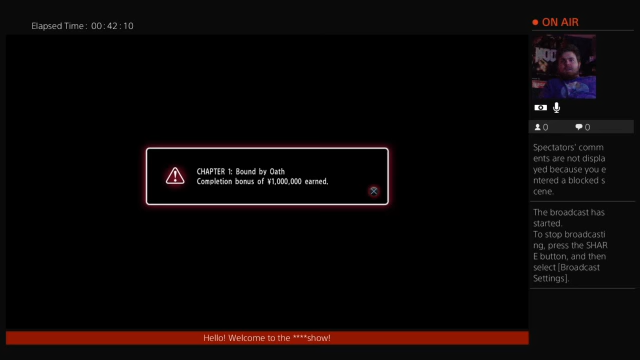 Elapsed Time : 00 : 42 : 10
ON AIR
CHAPTER 1: Bound by Oath
Completion bonus of ¥1,000,000 earned.
0 0
Spectators' comm
ents are not displa
yed because you e
ntered a blocked s
cene.
The broadcast has
started.
To stop broadcasti
ng, press the SHAR
E button, and then
select [Broadcast
Settings].
Hello! Welcome to the ****show!